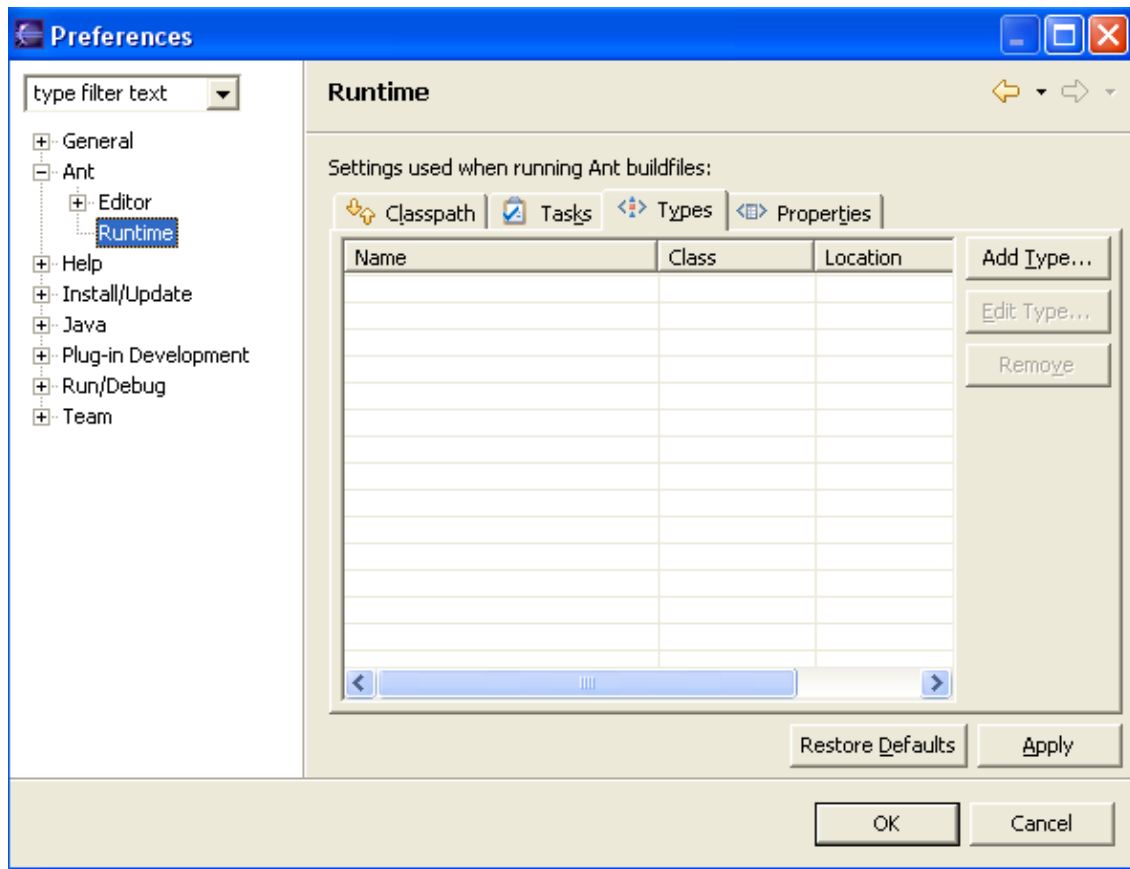 Preferences
type filter text
Runtime
General
Ant
Editor
Runtime
Help
Install/Update
Java
Plug-in Development
Run/Debug
Team
Settings used when running Ant buildfiles:
Classpath Tasks Types Properties
Name Class Location
Add Type...
Edit Type...
Remove
Restore Defaults Apply
OK Cancel